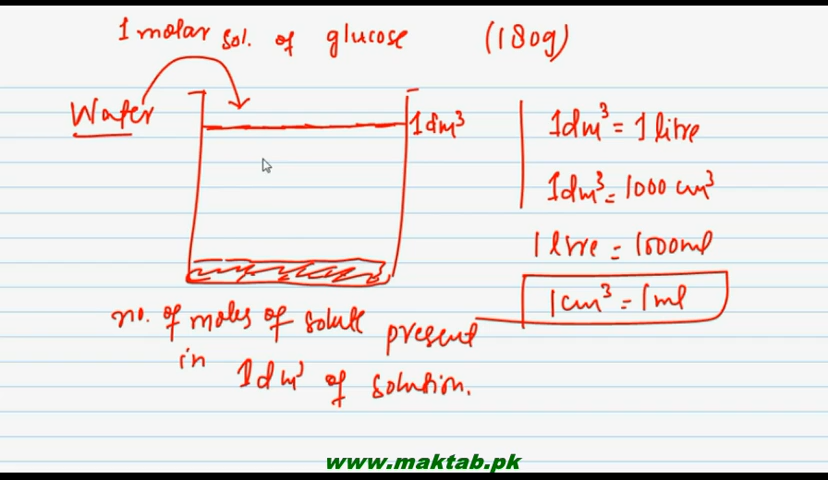 1 molar sol. of glucose (180g)
Water
1dm³
1dm³ = 1 litre
1dm³ = 1000 cm³
1 litre = 1000ml
1cm³ = 1ml
no. of moles of solute present
in 1dm³ of solution.
www.maktab.pk